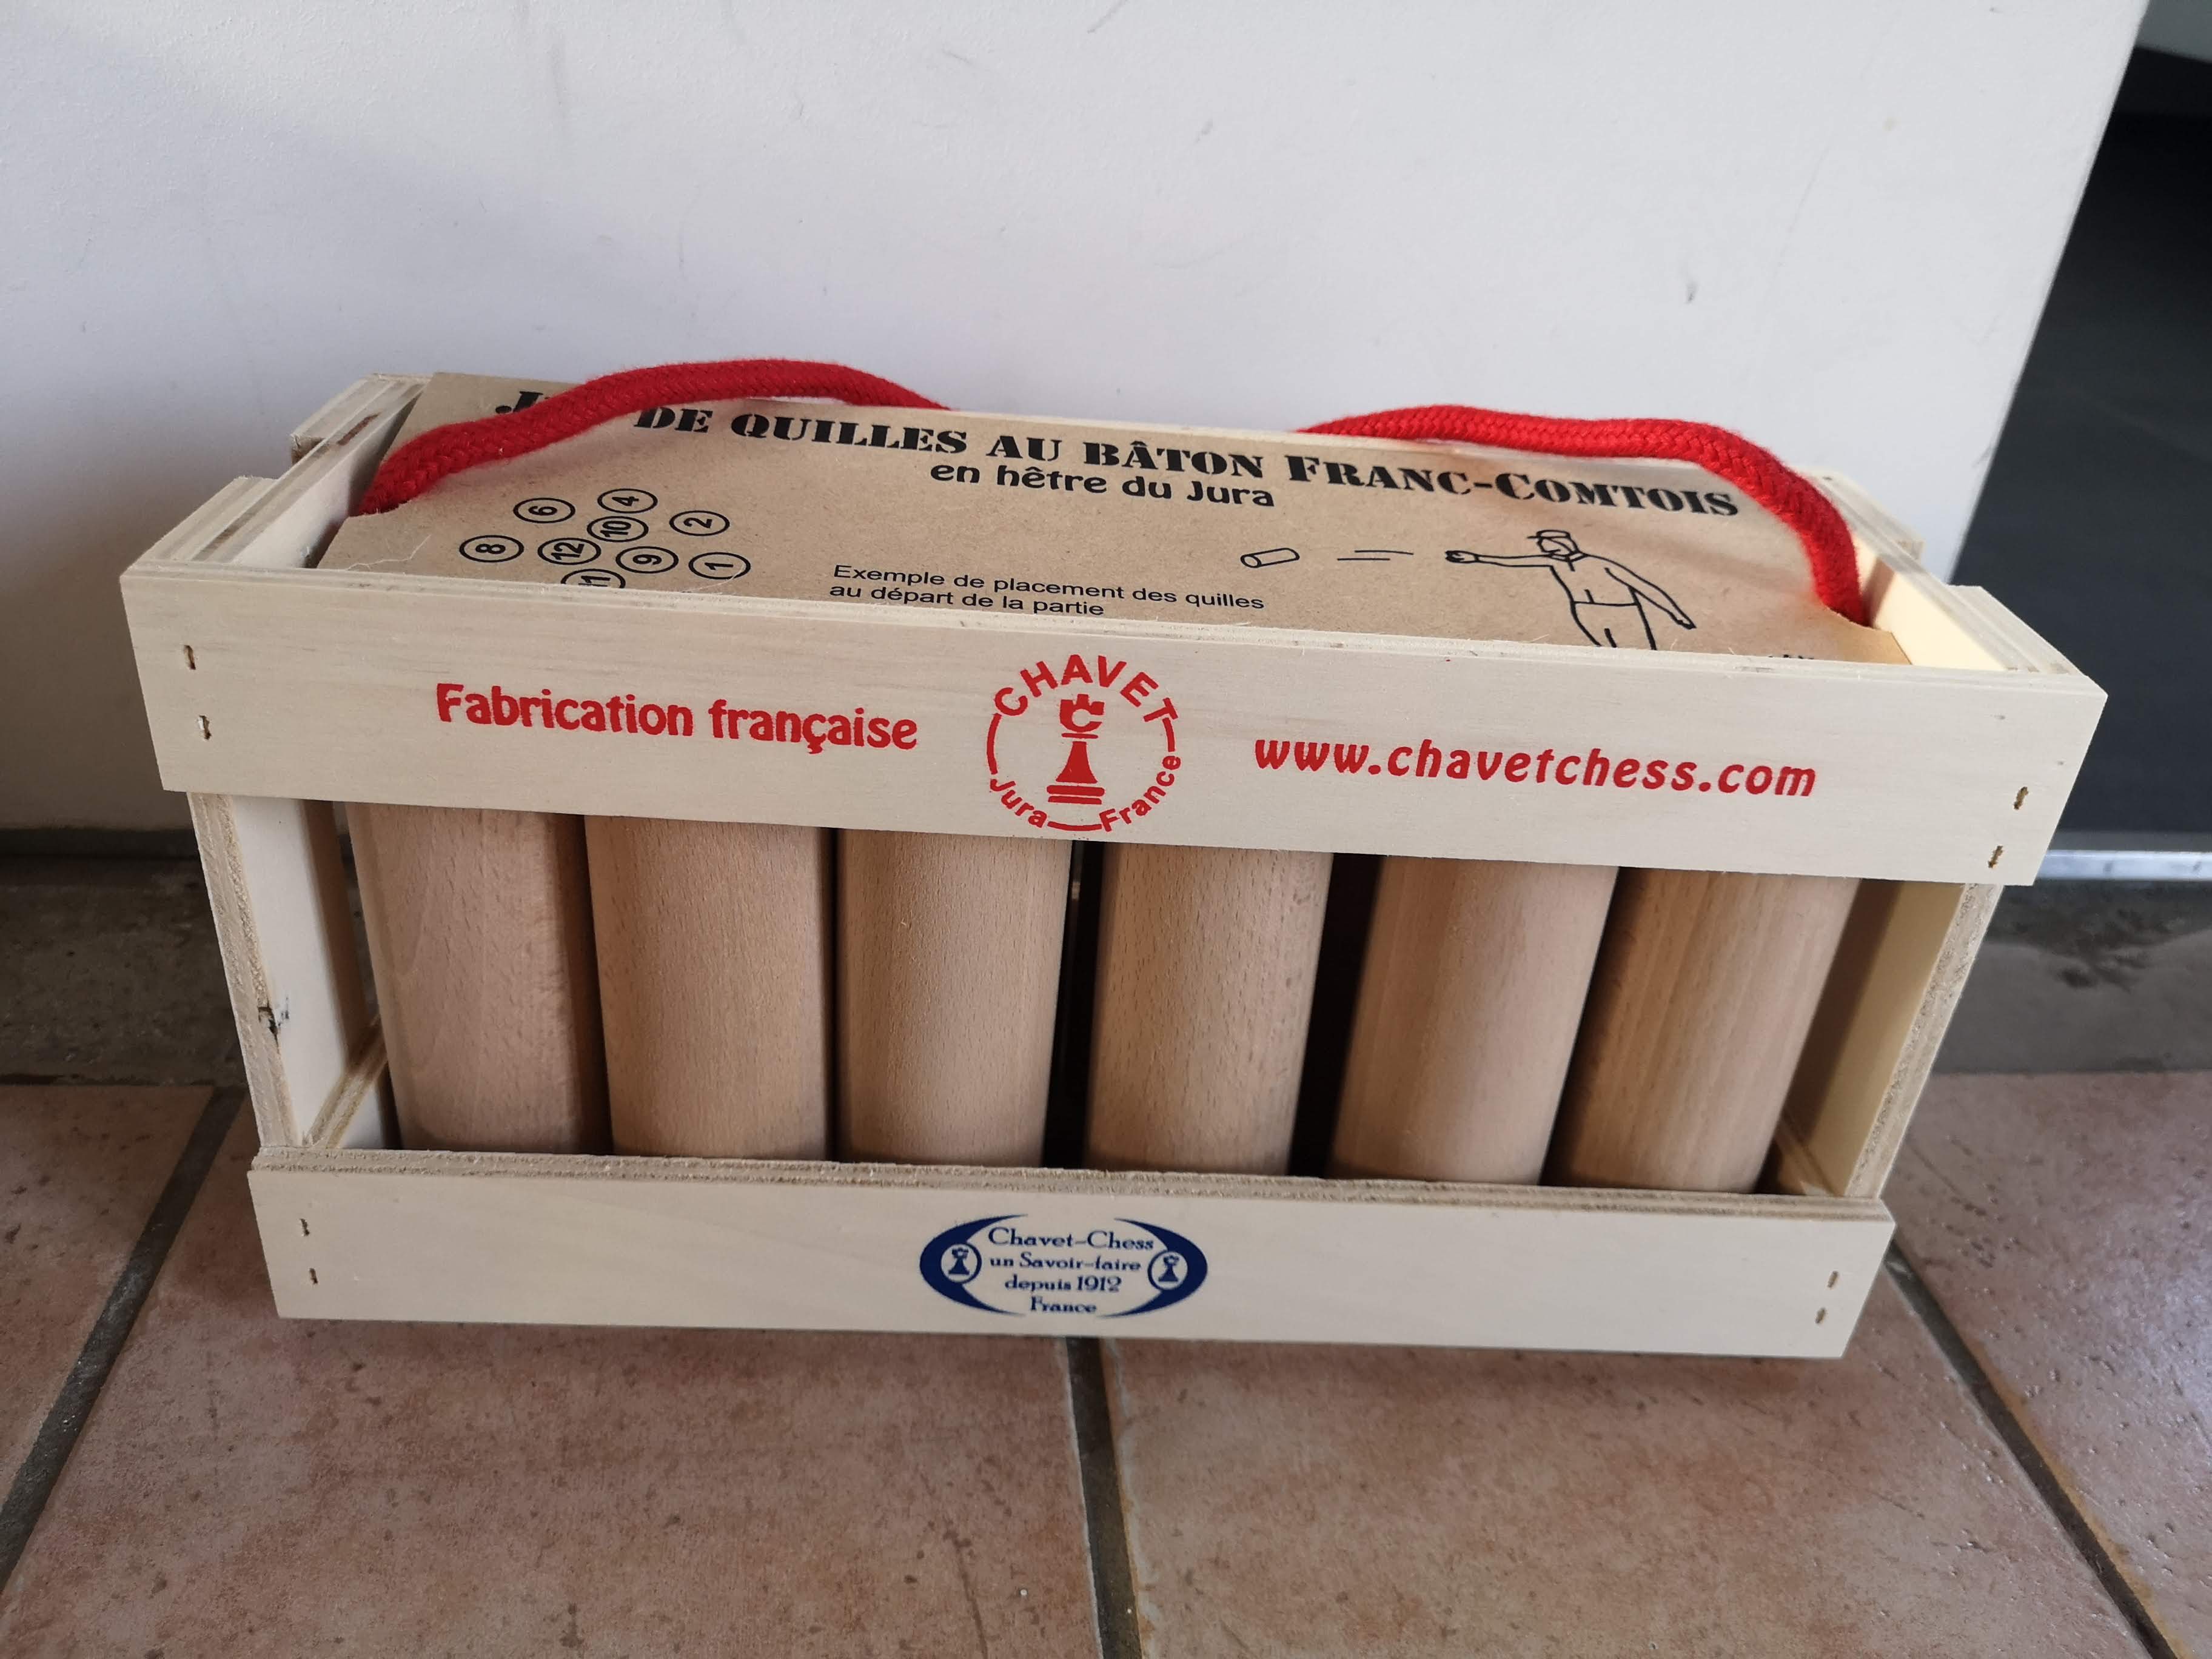 DE QUILLES AU BÂTON FRANC-COMTOIS
en hêtre du Jura
6 4
10 2
8 12 9 1
11
Exemple de placement des quilles
au départ de la partie
Fabrication française
CHAVET
Jura France
www.chavetchess.com
Chavet-Chess
un Savoir-faire
depuis 1912
France